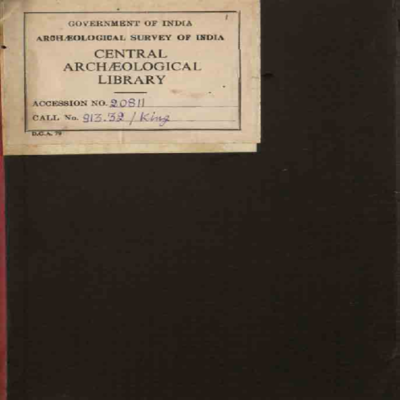 GOVERNMENT OF INDIA
ARCHÆOLOGICAL SURVEY OF INDIA
CENTRAL
ARCHÆOLOGICAL
LIBRARY
ACCESSION NO. 20811
CALL No. 913.32 / King
D.G.A. 79